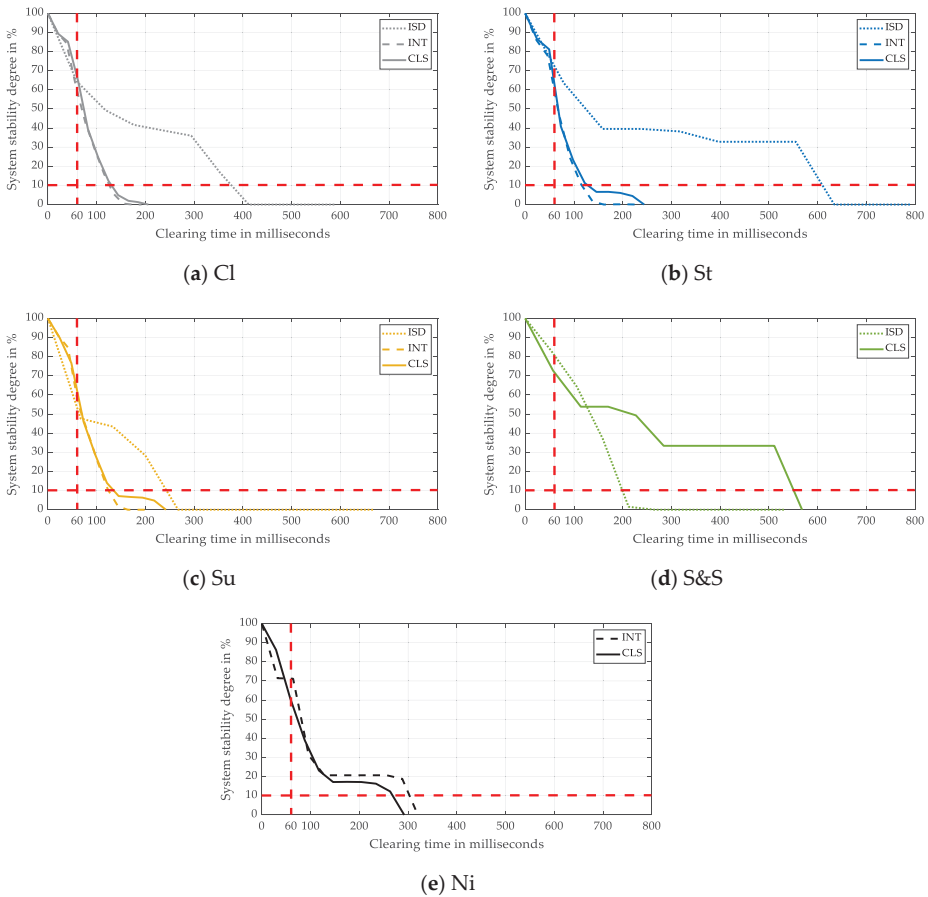 System stability degree in %
100
90
80
70
60
50
40
30
20
10
0
ISD
INT
CLS
0 60 100 200 300 400 500 600 700 800
Clearing time in milliseconds
(a) Cl
System stability degree in %
100
90
80
70
60
50
40
30
20
10
0
ISD
INT
CLS
0 60 100 200 300 400 500 600 700 800
Clearing time in milliseconds
(b) St
System stability degree in %
100
90
80
70
60
50
40
30
20
10
0
ISD
INT
CLS
0 60 100 200 300 400 500 600 700 800
Clearing time in milliseconds
(c) Su
System stability degree in %
100
90
80
70
60
50
40
30
20
10
0
ISD
CLS
0 60 100 200 300 400 500 600 700 800
Clearing time in milliseconds
(d) S&S
System stability degree in %
100
90
80
70
60
50
40
30
20
10
0
INT
CLS
0 60 100 200 300 400 500 600 700 800
Clearing time in milliseconds
(e) Ni